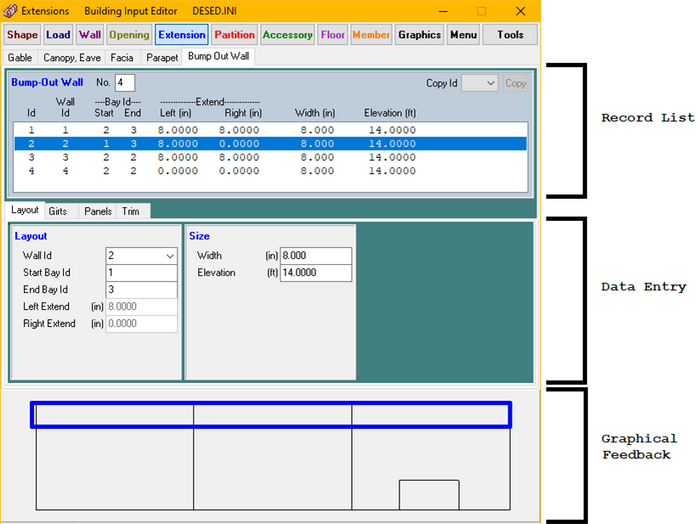 Extensions Building Input Editor DESED.INI
Shape Load Wall Opening Extension Partition Accessory Floor Member Graphics Menu Tools
Gable Canopy, Eave Facia Parapet Bump Out Wall
Bump-Out Wall No. 4 Copy Id Copy
Wall ----Bay Id---- -------------Extend-------------
Id Id Start End Left (in) Right (in) Width (in) Elevation (ft)
1 1 2 3 8.0000 8.0000 8.000 14.0000
2 2 1 3 8.0000 0.0000 8.000 14.0000
3 3 2 2 8.0000 8.0000 8.000 14.0000
4 4 2 2 0.0000 0.0000 8.000 14.0000
Record List
Layout Girts Panels Trim
Layout
Wall Id 2
Start Bay Id 1
End Bay Id 3
Left Extend (in) 8.0000
Right Extend (in) 0.0000
Size
Width (in) 8.000
Elevation (ft) 14.0000
Data Entry
Graphical
Feedback